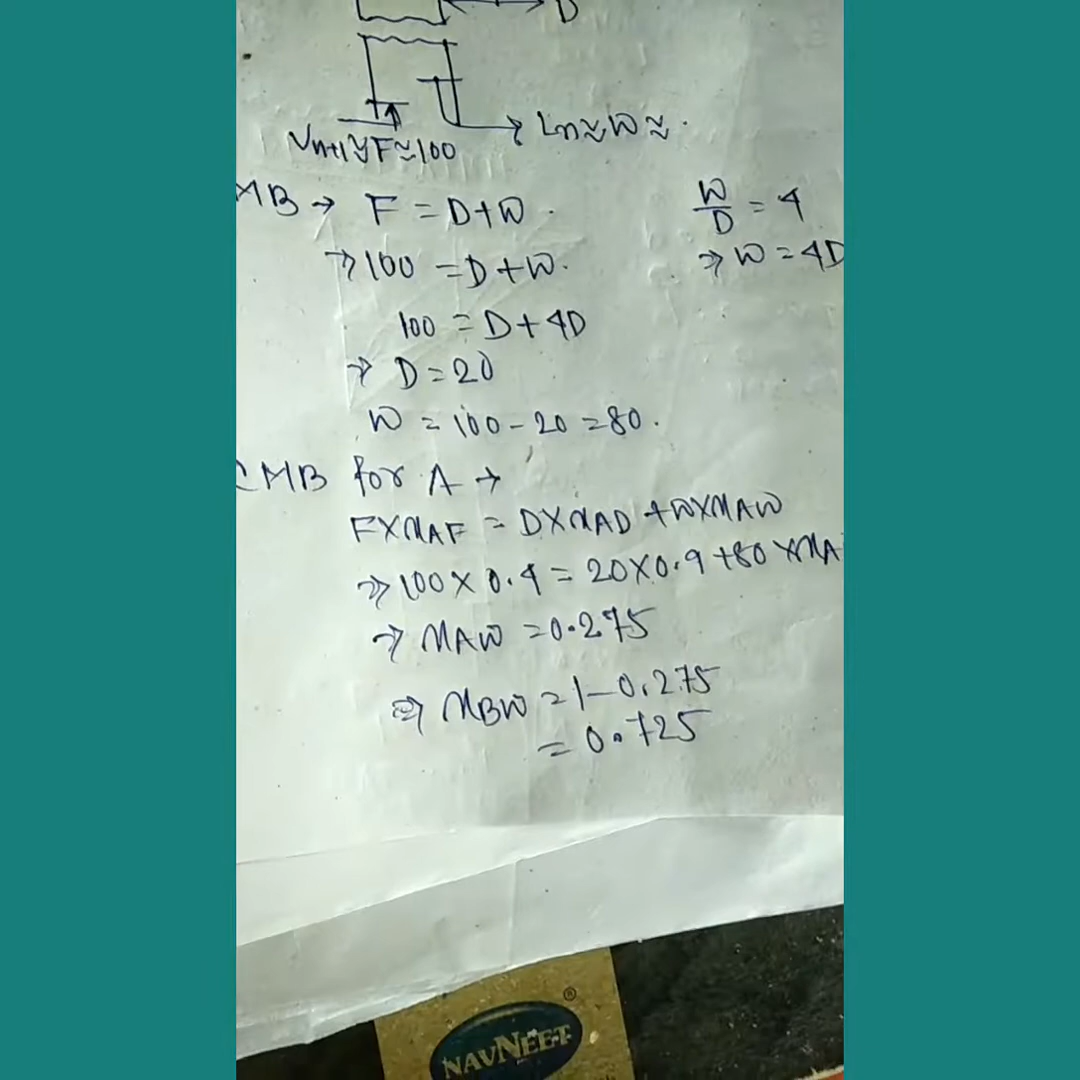 D
Vn+1≈F≈100
Ln≈W≈.
MB → F = D+W.
W/D = 4
⇒ 100 = D+W.
⇒ W = 4D
100 = D+4D
⇒ D = 20
W = 100-20 = 80.
CMB for A →
F×XAF = D×XAD + W×XAW
⇒ 100×0.4 = 20×0.9+80×XA
⇒ XAW = 0.275
⇒ XBW = 1-0.275
= 0.725
NAVNEET ®